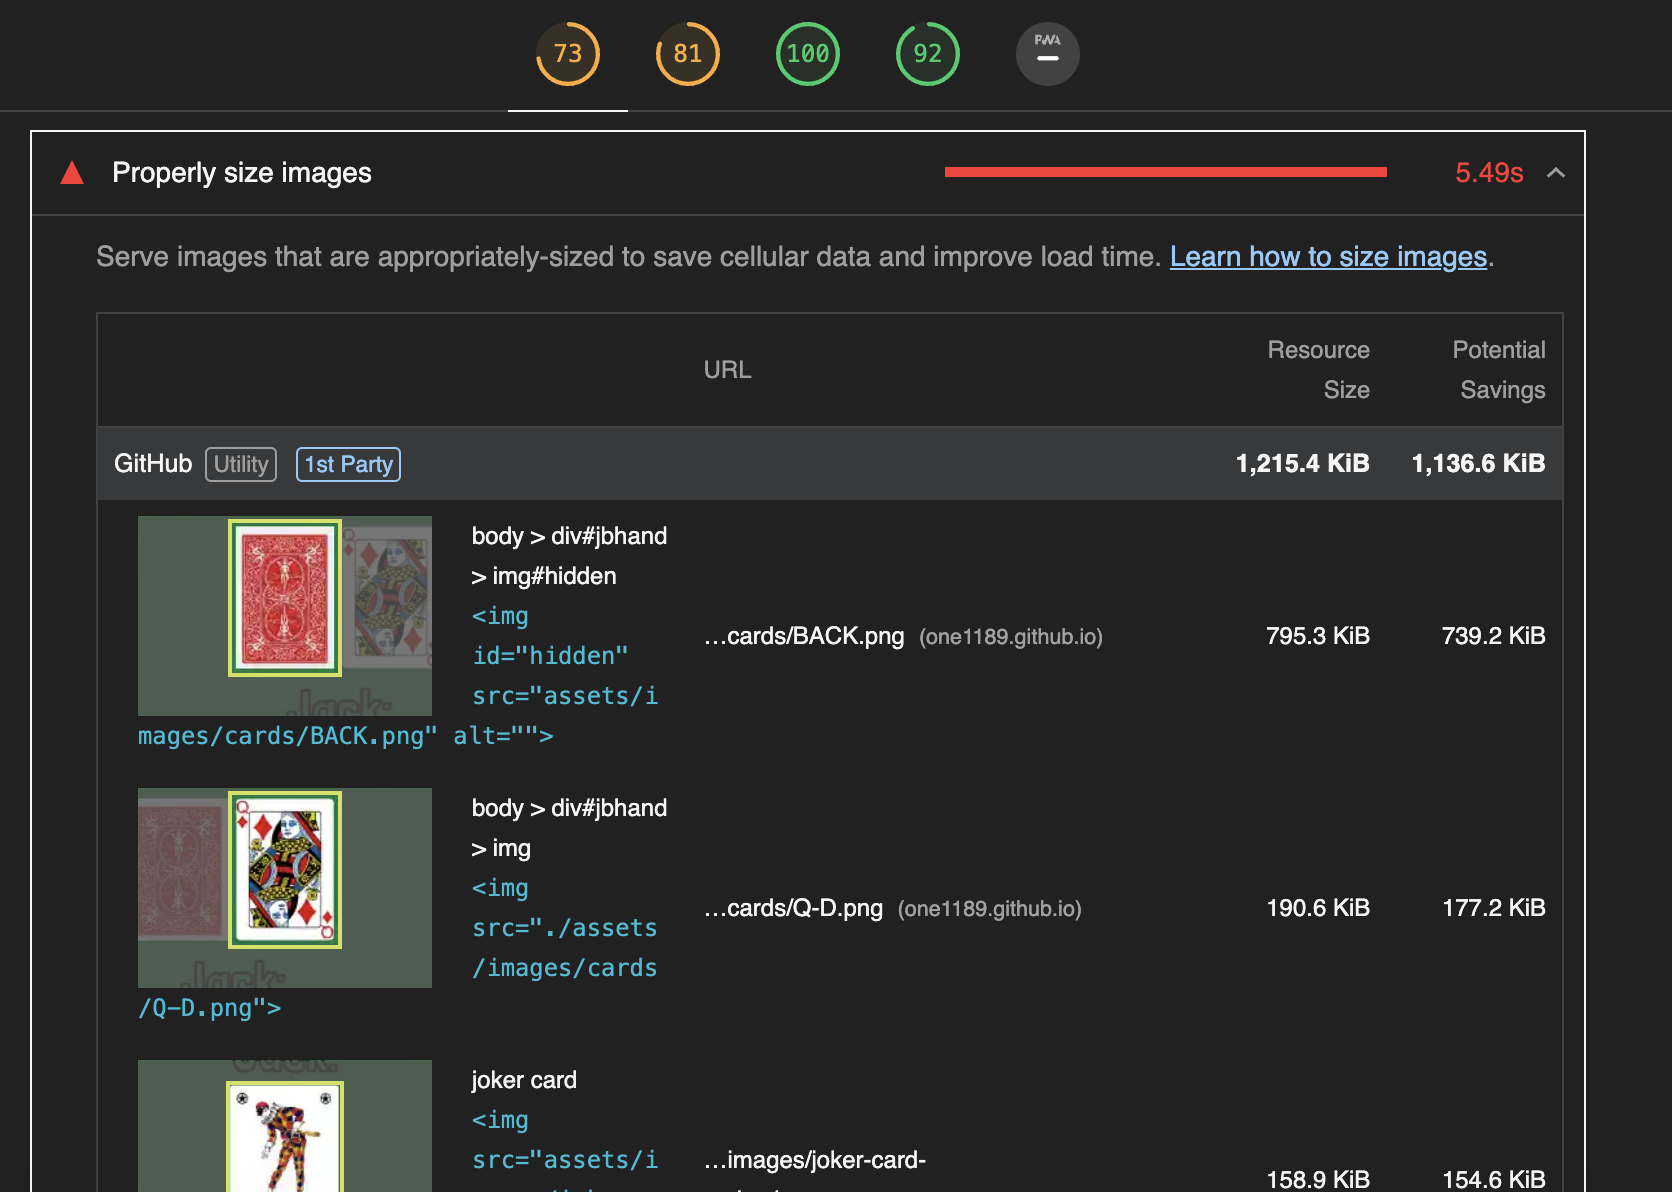 73 81 100 92 PWA
Properly size images 5.49s
Serve images that are appropriately-sized to save cellular data and improve load time. Learn how to size images.
URL Resource Size Potential Savings
GitHub Utility 1st Party 1,215.4 KiB 1,136.6 KiB
body > div#jbhand
> img#hidden
<img
id="hidden"
src="assets/i
mages/cards/BACK.png" alt="">
…cards/BACK.png (one1189.github.io) 795.3 KiB 739.2 KiB
Jack:
body > div#jbhand
> img
<img
src="./assets
/images/cards
/Q-D.png">
…cards/Q-D.png (one1189.github.io) 190.6 KiB 177.2 KiB
Q
Q
Jack:
joker card
<img
src="assets/i
…images/joker-card-
158.9 KiB 154.6 KiB